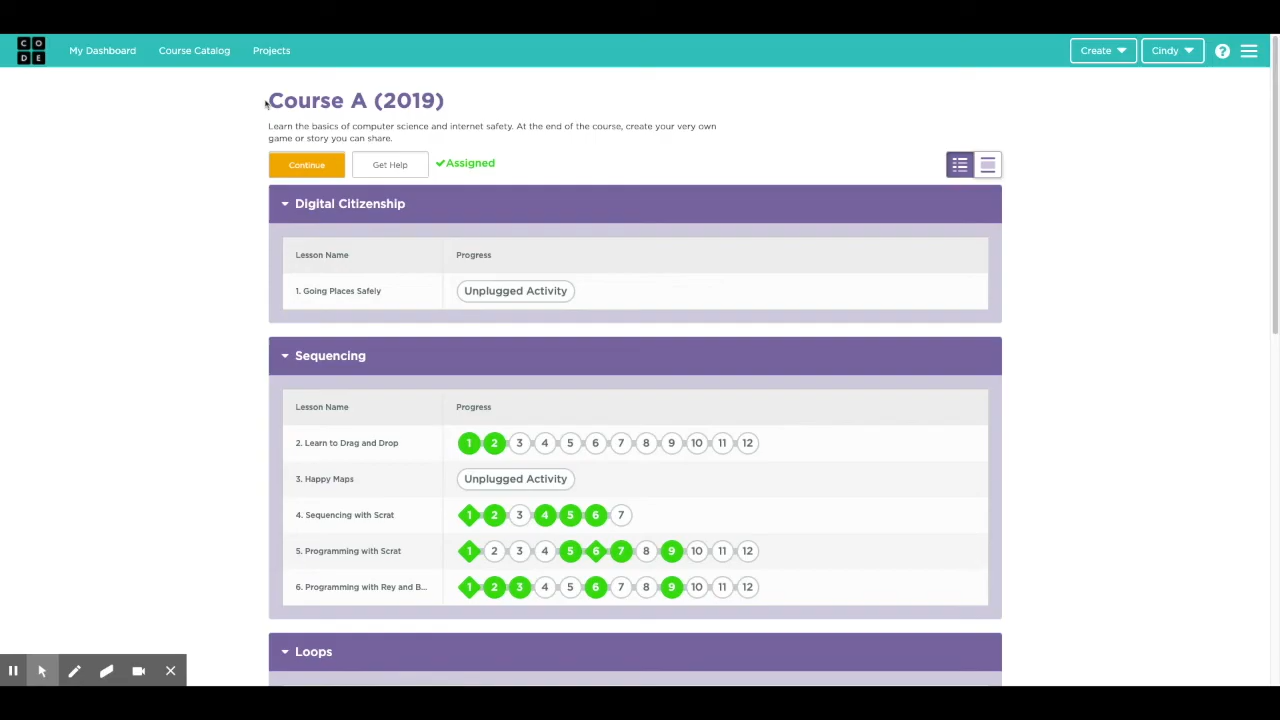 CO
DE
My Dashboard
Course Catalog
Projects
Create
Cindy
?
Course A (2019)
Learn the basics of computer science and internet safety. At the end of the course, create your very own
game or story you can share.
Continue
Get Help
Assigned
Digital Citizenship
Lesson Name
Progress
1. Going Places Safely
Unplugged Activity
Sequencing
Lesson Name
Progress
2. Learn to Drag and Drop
1 2 3 4 5 6 7 8 9 10 11 12
3. Happy Maps
Unplugged Activity
4. Sequencing with Scrat
1 2 3 4 5 6 7
5. Programming with Scrat
1 2 3 4 5 6 7 8 9 10 11 12
6. Programming with Rey and B...
1 2 3 4 5 6 7 8 9 10 11 12
Loops